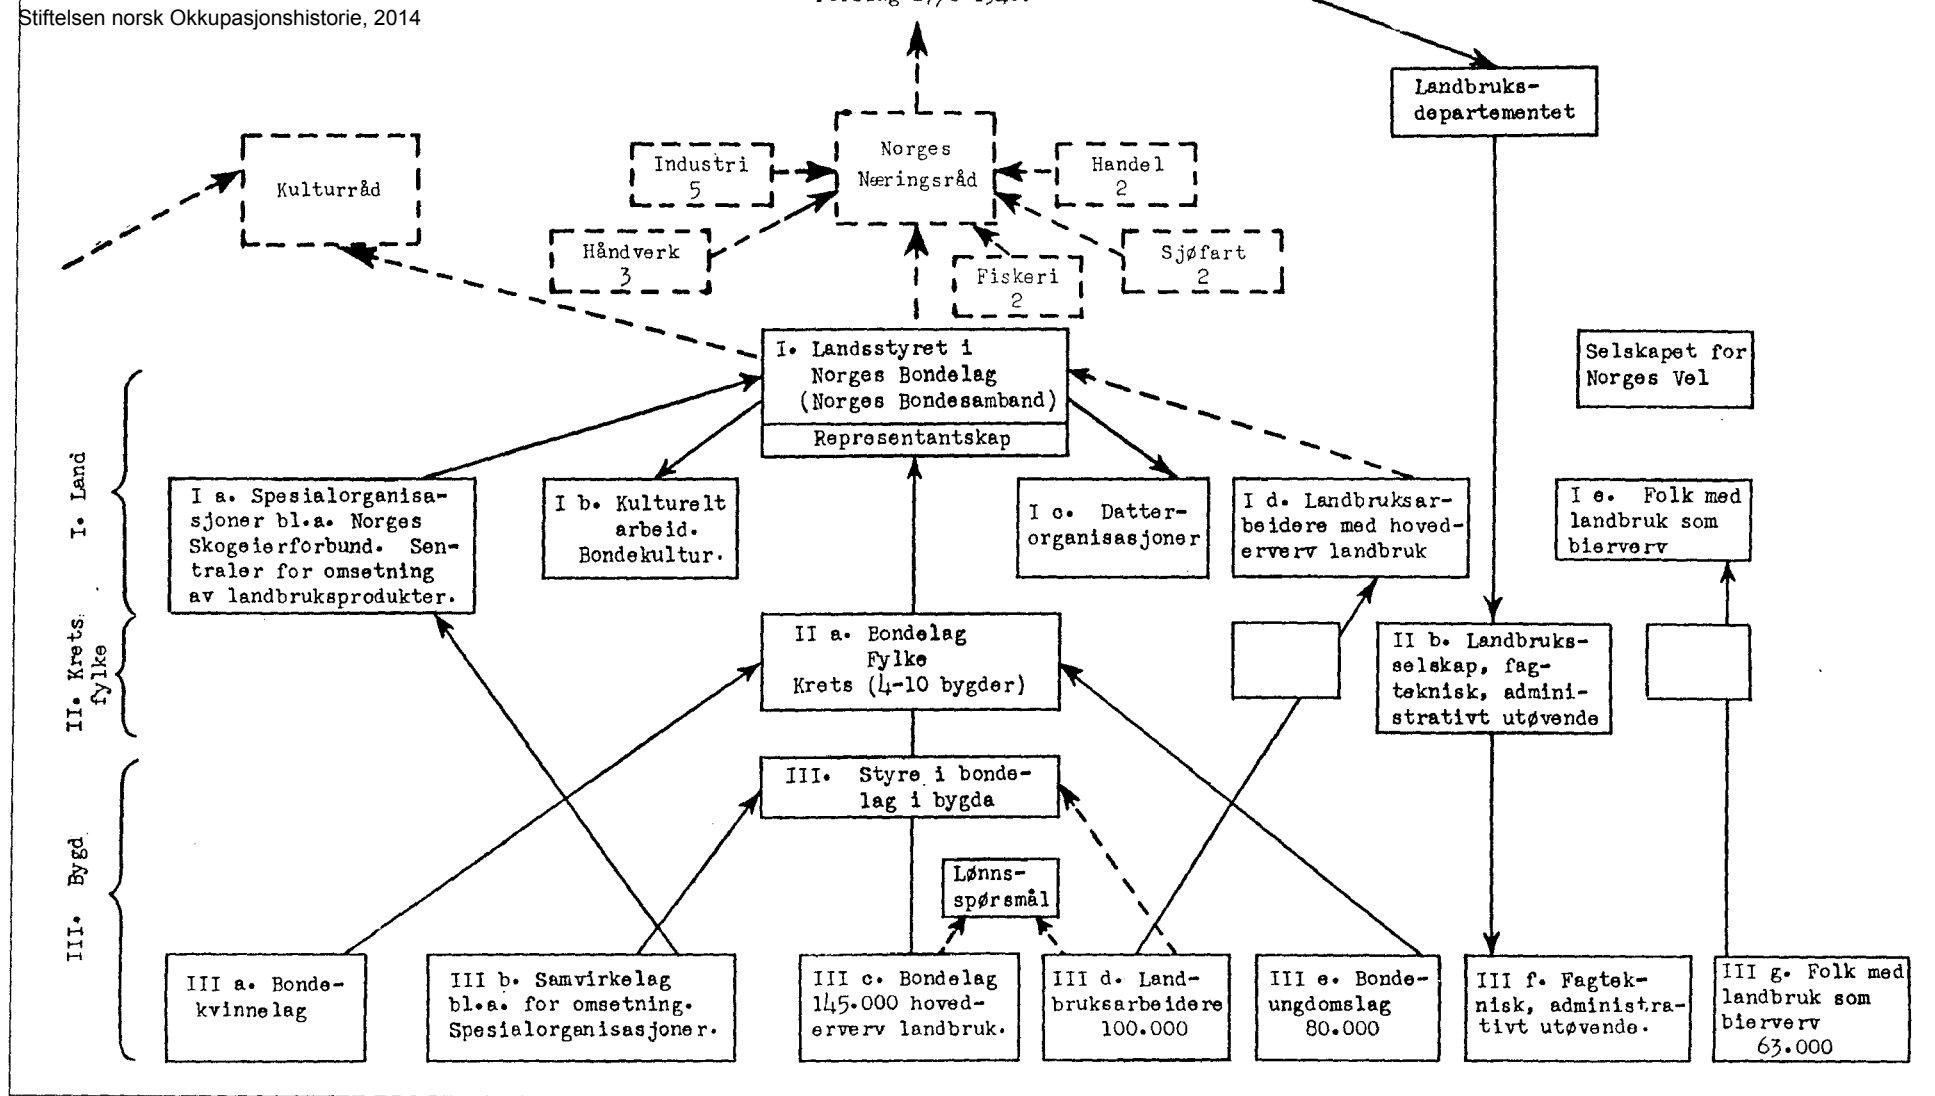 Stiftelsen norsk Okkupasjonshistorie, 2014
Landbruks-
departementet
Norges
Næringsråd
Industri
5
Handel
2
Kulturråd
Håndverk
3
Fiskeri
2
Sjøfart
2
I. Landsstyret i
Norges Bondelag
(Norges Bondesamband)
Representantskap
Selskapet for
Norges Vel
I. Land
I a. Spesialorganisa-
sjoner bl.a. Norges
Skogeierforbund. Sen-
traler for omsetning
av landbruksprodukter.
I b. Kulturelt
arbeid.
Bondekultur.
I c. Datter-
organisasjoner
I d. Landbruksar-
beidere med hoved-
erverv landbruk
I e. Folk med
landbruk som
bierverv
II. Krets.
fylke
II a. Bondelag
Fylke
Krets (4-10 bygder)
II b. Landbruks-
selskap, fag-
teknisk, admini-
strativt utøvende
III. Bygd
III. Styre i bonde-
lag i bygda
Lønns-
spørsmål
III a. Bonde-
kvinnelag
III b. Samvirkelag
bl.a. for omsetning.
Spesialorganisasjoner.
III c. Bondelag
145.000 hoved-
erverv landbruk.
III d. Land-
bruksarbeidere
100.000
III e. Bonde-
ungdomslag
80.000
III f. Fagtek-
nisk, administra-
tivt utøvende.
III g. Folk med
landbruk som
bierverv
63.000